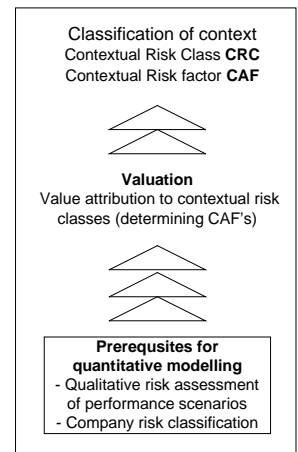 Classification of context
Contextual Risk Class CRC
Contextual Risk factor CAF
Valuation
Value attribution to contextual risk
classes (determining CAF's)
Prerequsites for
quantitative modelling
- Qualitative risk assessment
of performance scenarios
- Company risk classification